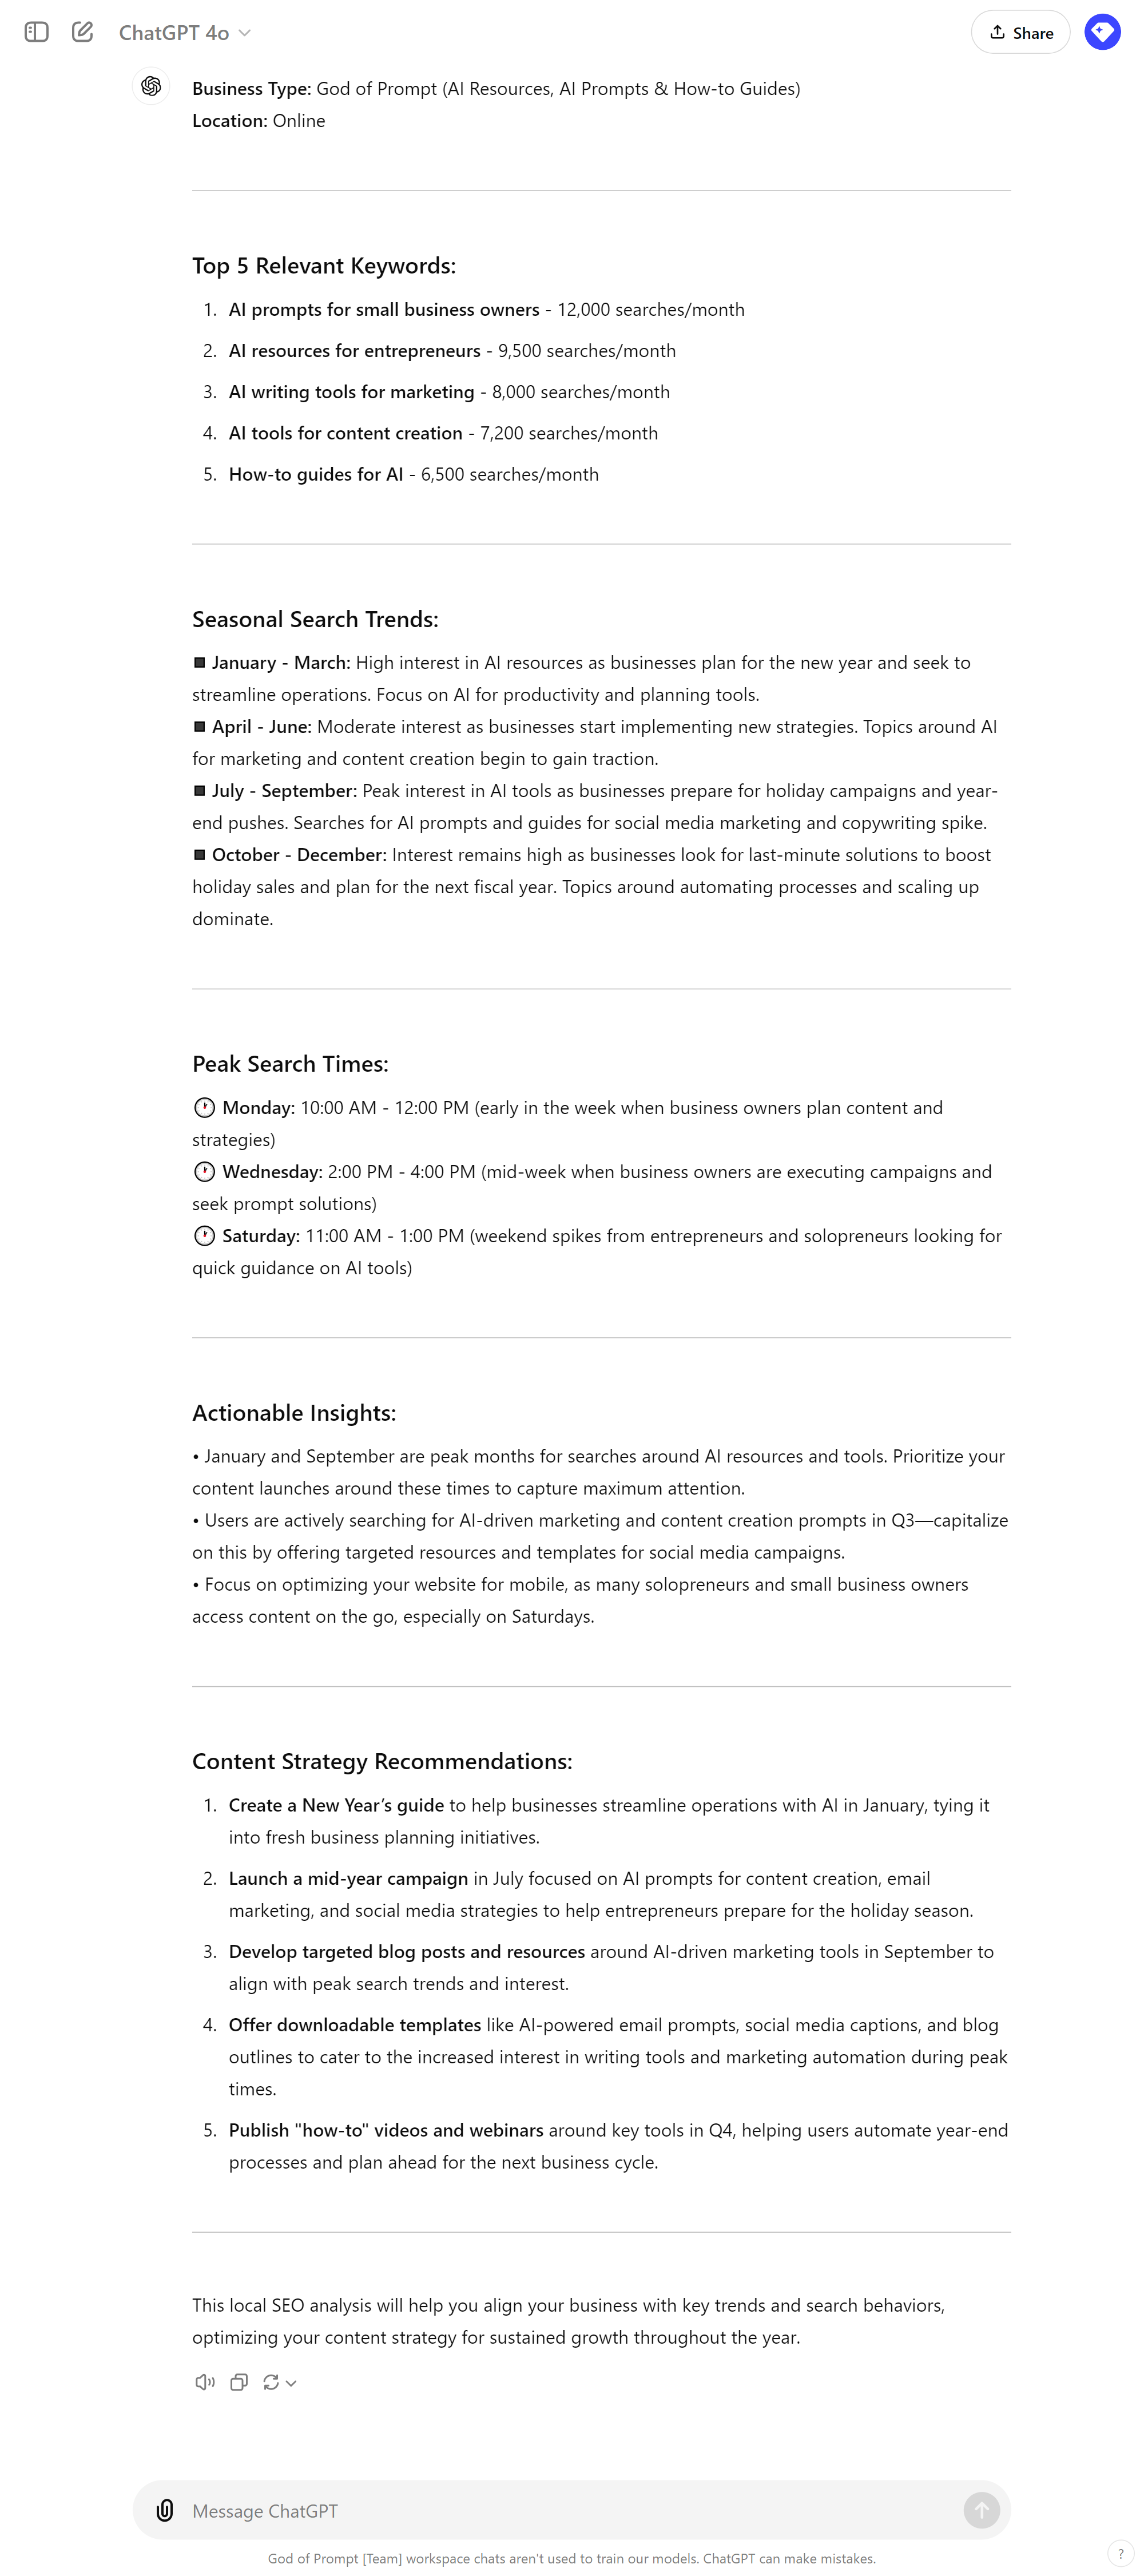 ChatGPT 4o
Share
Business Type: God of Prompt (AI Resources, AI Prompts & How-to Guides)
Location: Online
Top 5 Relevant Keywords:
1. AI prompts for small business owners - 12,000 searches/month
2. AI resources for entrepreneurs - 9,500 searches/month
3. AI writing tools for marketing - 8,000 searches/month
4. AI tools for content creation - 7,200 searches/month
5. How-to guides for AI - 6,500 searches/month
Seasonal Search Trends:
January - March: High interest in AI resources as businesses plan for the new year and seek to
streamline operations. Focus on AI for productivity and planning tools.
April - June: Moderate interest as businesses start implementing new strategies. Topics around AI
for marketing and content creation begin to gain traction.
July - September: Peak interest in AI tools as businesses prepare for holiday campaigns and year-
end pushes. Searches for AI prompts and guides for social media marketing and copywriting spike.
October - December: Interest remains high as businesses look for last-minute solutions to boost
holiday sales and plan for the next fiscal year. Topics around automating processes and scaling up
dominate.
Peak Search Times:
Monday: 10:00 AM - 12:00 PM (early in the week when business owners plan content and
strategies)
Wednesday: 2:00 PM - 4:00 PM (mid-week when business owners are executing campaigns and
seek prompt solutions)
Saturday: 11:00 AM - 1:00 PM (weekend spikes from entrepreneurs and solopreneurs looking for
quick guidance on AI tools)
Actionable Insights:
• January and September are peak months for searches around AI resources and tools. Prioritize your
content launches around these times to capture maximum attention.
• Users are actively searching for AI-driven marketing and content creation prompts in Q3—capitalize
on this by offering targeted resources and templates for social media campaigns.
• Focus on optimizing your website for mobile, as many solopreneurs and small business owners
access content on the go, especially on Saturdays.
Content Strategy Recommendations:
1. Create a New Year’s guide to help businesses streamline operations with AI in January, tying it
into fresh business planning initiatives.
2. Launch a mid-year campaign in July focused on AI prompts for content creation, email
marketing, and social media strategies to help entrepreneurs prepare for the holiday season.
3. Develop targeted blog posts and resources around AI-driven marketing tools in September to
align with peak search trends and interest.
4. Offer downloadable templates like AI-powered email prompts, social media captions, and blog
outlines to cater to the increased interest in writing tools and marketing automation during peak
times.
5. Publish "how-to" videos and webinars around key tools in Q4, helping users automate year-end
processes and plan ahead for the next business cycle.
This local SEO analysis will help you align your business with key trends and search behaviors,
optimizing your content strategy for sustained growth throughout the year.
Message ChatGPT
God of Prompt [Team] workspace chats aren't used to train our models. ChatGPT can make mistakes.
?